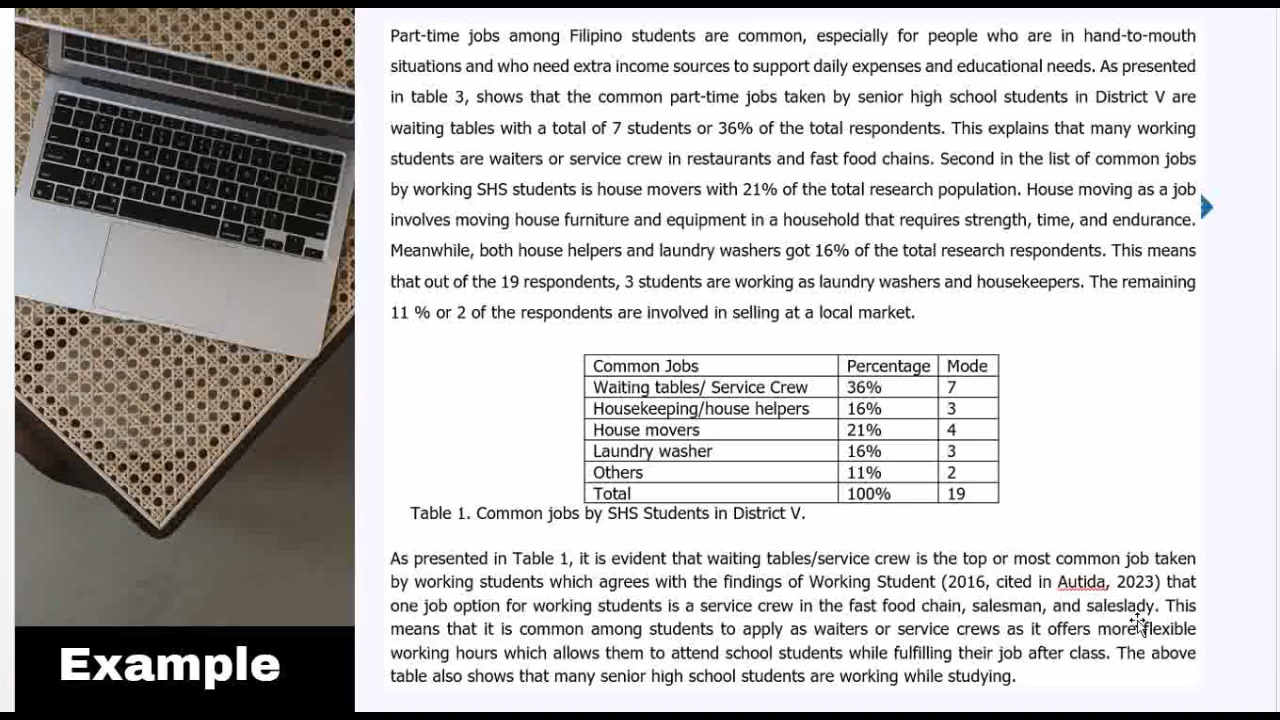 Part-time jobs among Filipino students are common, especially for people who are in hand-to-mouth
situations and who need extra income sources to support daily expenses and educational needs. As presented
in table 3, shows that the common part-time jobs taken by senior high school students in District V are
waiting tables with a total of 7 students or 36% of the total respondents. This explains that many working
students are waiters or service crew in restaurants and fast food chains. Second in the list of common jobs
by working SHS students is house movers with 21% of the total research population. House moving as a job
involves moving house furniture and equipment in a household that requires strength, time, and endurance.
Meanwhile, both house helpers and laundry washers got 16% of the total research respondents. This means
that out of the 19 respondents, 3 students are working as laundry washers and housekeepers. The remaining
11 % or 2 of the respondents are involved in selling at a local market.
Common Jobs Percentage Mode
Waiting tables/ Service Crew 36% 7
Housekeeping/house helpers 16% 3
House movers 21% 4
Laundry washer 16% 3
Others 11% 2
Total 100% 19
Table 1. Common jobs by SHS Students in District V.
As presented in Table 1, it is evident that waiting tables/service crew is the top or most common job taken
by working students which agrees with the findings of Working Student (2016, cited in Autida, 2023) that
one job option for working students is a service crew in the fast food chain, salesman, and saleslady. This
means that it is common among students to apply as waiters or service crews as it offers more flexible
working hours which allows them to attend school students while fulfilling their job after class. The above
table also shows that many senior high school students are working while studying.
Example